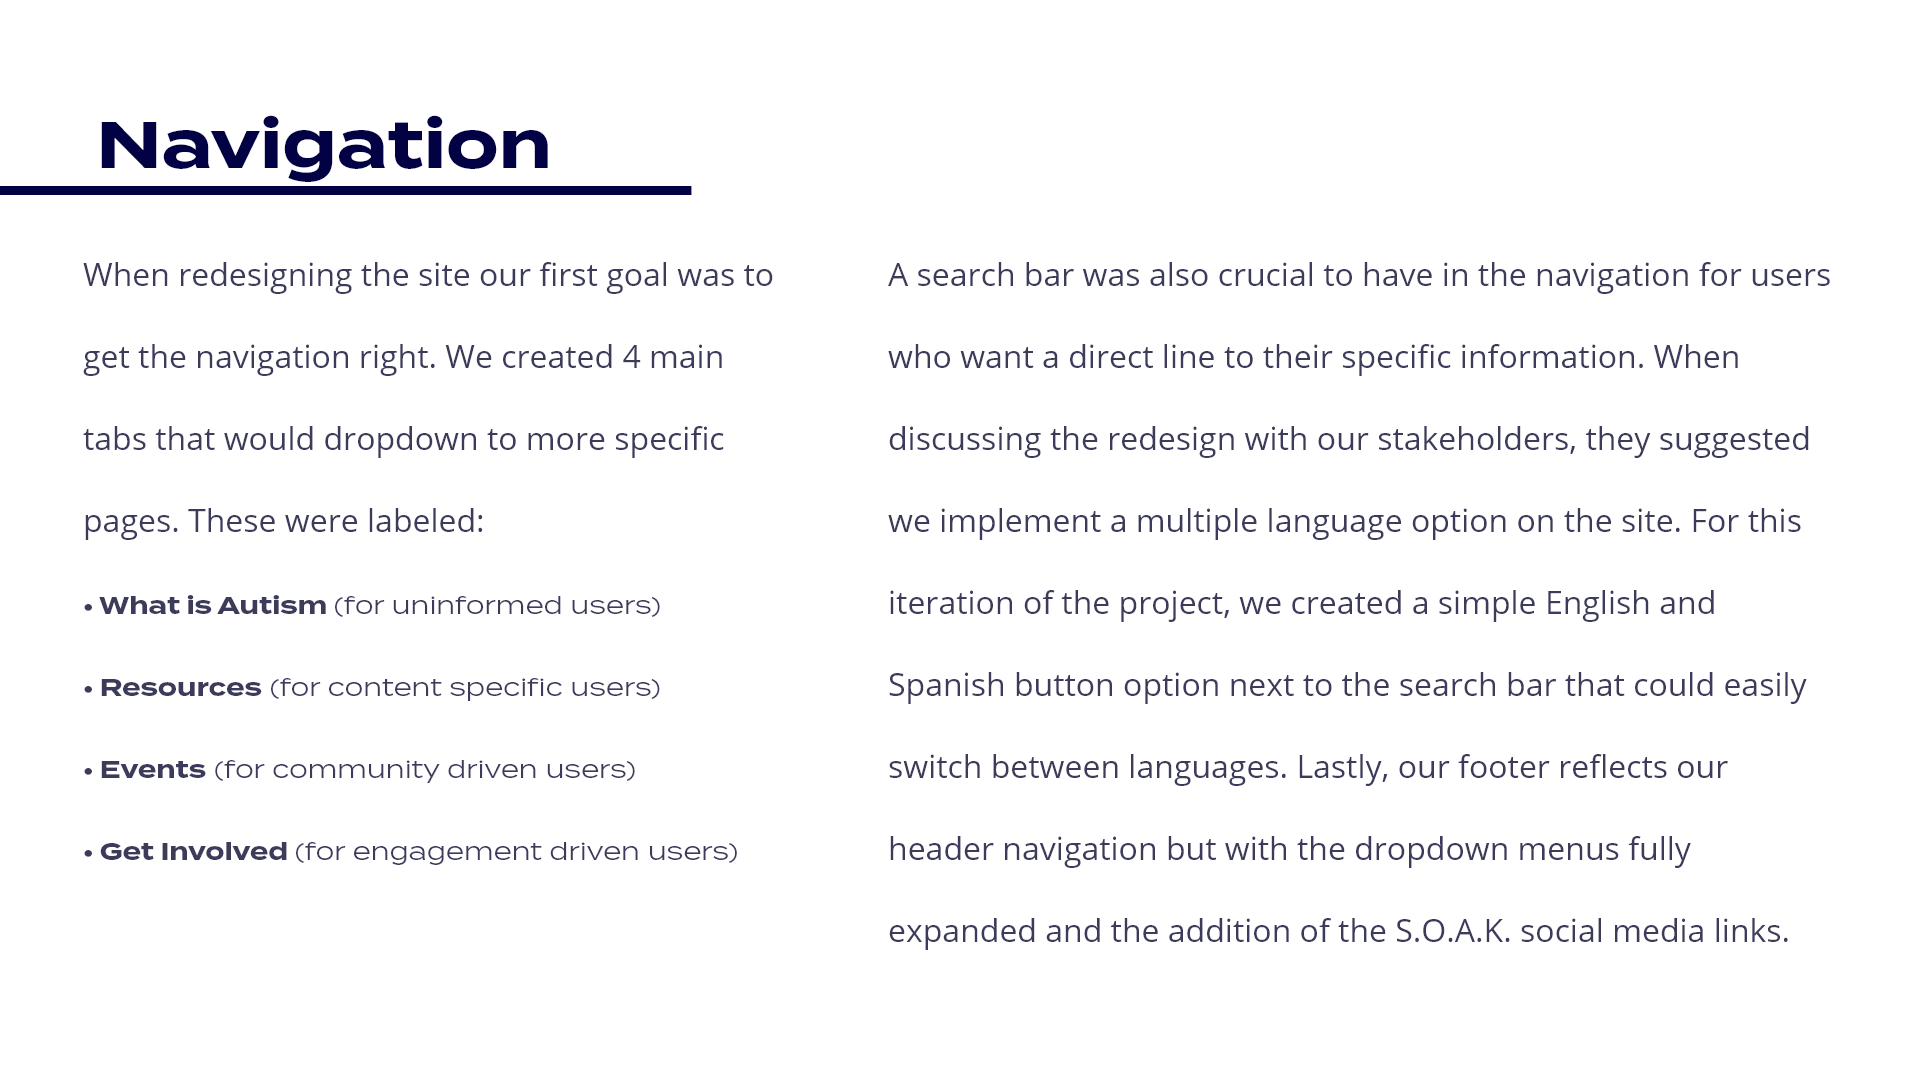 Navigation
When redesigning the site our first goal was to
get the navigation right. We created 4 main
tabs that would dropdown to more specific
pages. These were labeled:
• What is Autism (for uninformed users)
• Resources (for content specific users)
• Events (for community driven users)
• Get Involved (for engagement driven users)
A search bar was also crucial to have in the navigation for users
who want a direct line to their specific information. When
discussing the redesign with our stakeholders, they suggested
we implement a multiple language option on the site. For this
iteration of the project, we created a simple English and
Spanish button option next to the search bar that could easily
switch between languages. Lastly, our footer reflects our
header navigation but with the dropdown menus fully
expanded and the addition of the S.O.A.K. social media links.